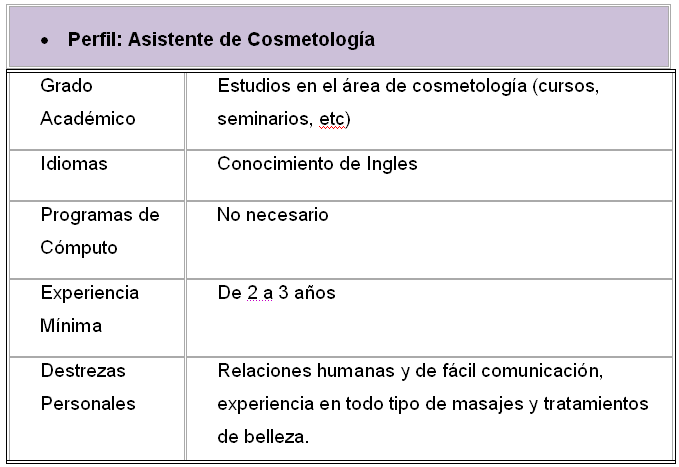 • Perfil: Asistente de Cosmetología
Grado
Académico
Estudios en el área de cosmetología (cursos,
seminarios, etc)
Idiomas
Conocimiento de Ingles
Programas de
Cómputo
No necesario
Experiencia
Mínima
De 2 a 3 años
Destrezas
Personales
Relaciones humanas y de fácil comunicación,
experiencia en todo tipo de masajes y tratamientos
de belleza.